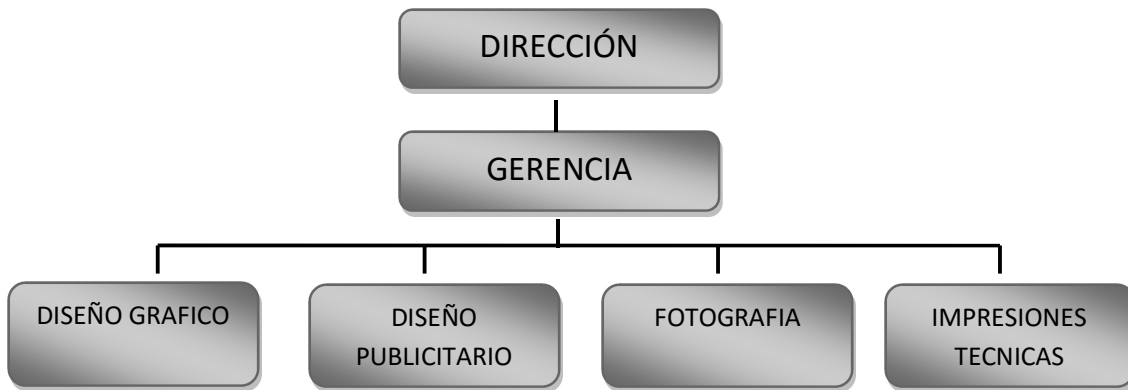 DIRECCIÓN
GERENCIA
DISEÑO GRAFICO
DISEÑO
PUBLICITARIO
FOTOGRAFIA
IMPRESIONES
TECNICAS